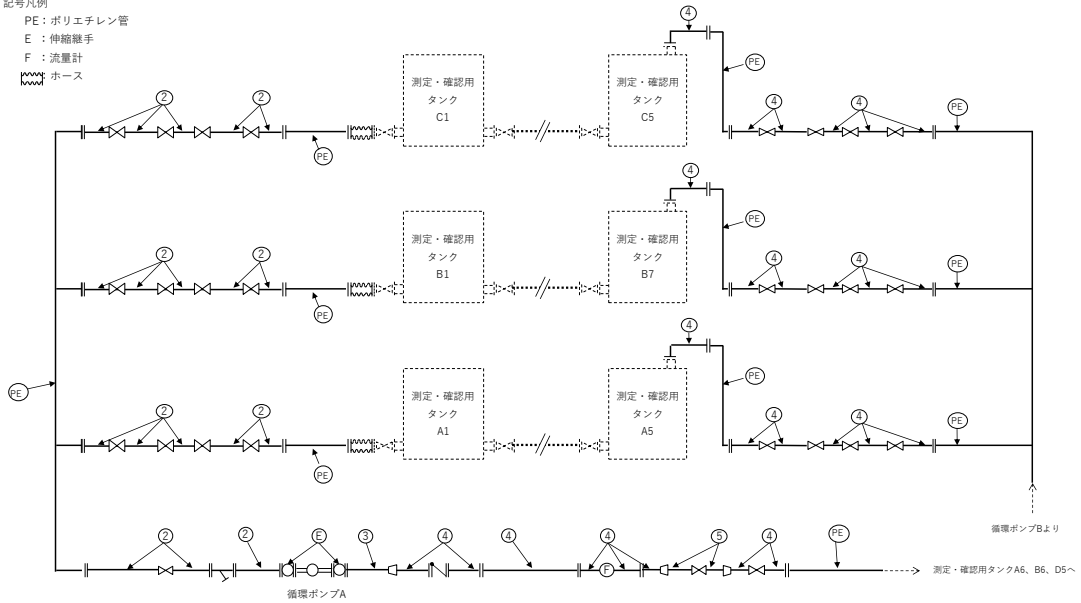 記号凡例
PE：ポリエチレン管
E ：伸縮継手
F ：流量計
：ホース
④
② ② 測定・確認用 タンク C1 測定・確認用 タンク C5 PE ④ ④ PE
PE
④
② ② 測定・確認用 タンク B1 測定・確認用 タンク B7 PE ④ ④ PE
PE
④
② ② 測定・確認用 タンク A1 測定・確認用 タンク A5 PE ④ ④ PE
PE
PE
循環ポンプBより
② ② E ③ ④ ④ ④ ⑤ ④ PE
F
測定・確認用タンクA6、B6、D5へ
循環ポンプA